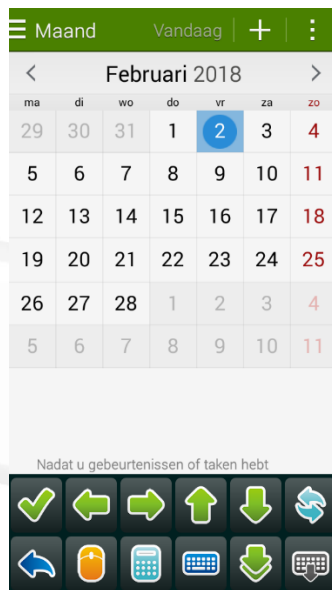 Maand Vandaag
Februari 2018
ma di wo do vr za zo
29 30 31 1 2 3 4
5 6 7 8 9 10 11
12 13 14 15 16 17 18
19 20 21 22 23 24 25
26 27 28 1 2 3 4
5 6 7 8 9 10 11
Nadat u gebeurtenissen of taken hebt